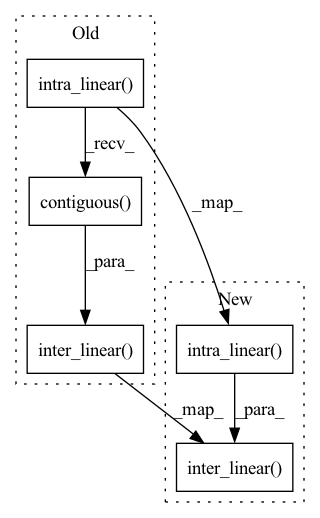 Old
intra_linear()
_recv_
contiguous()
_map_
_para_
New
inter_linear()
intra_linear()
_map_
_para_
inter_linear()